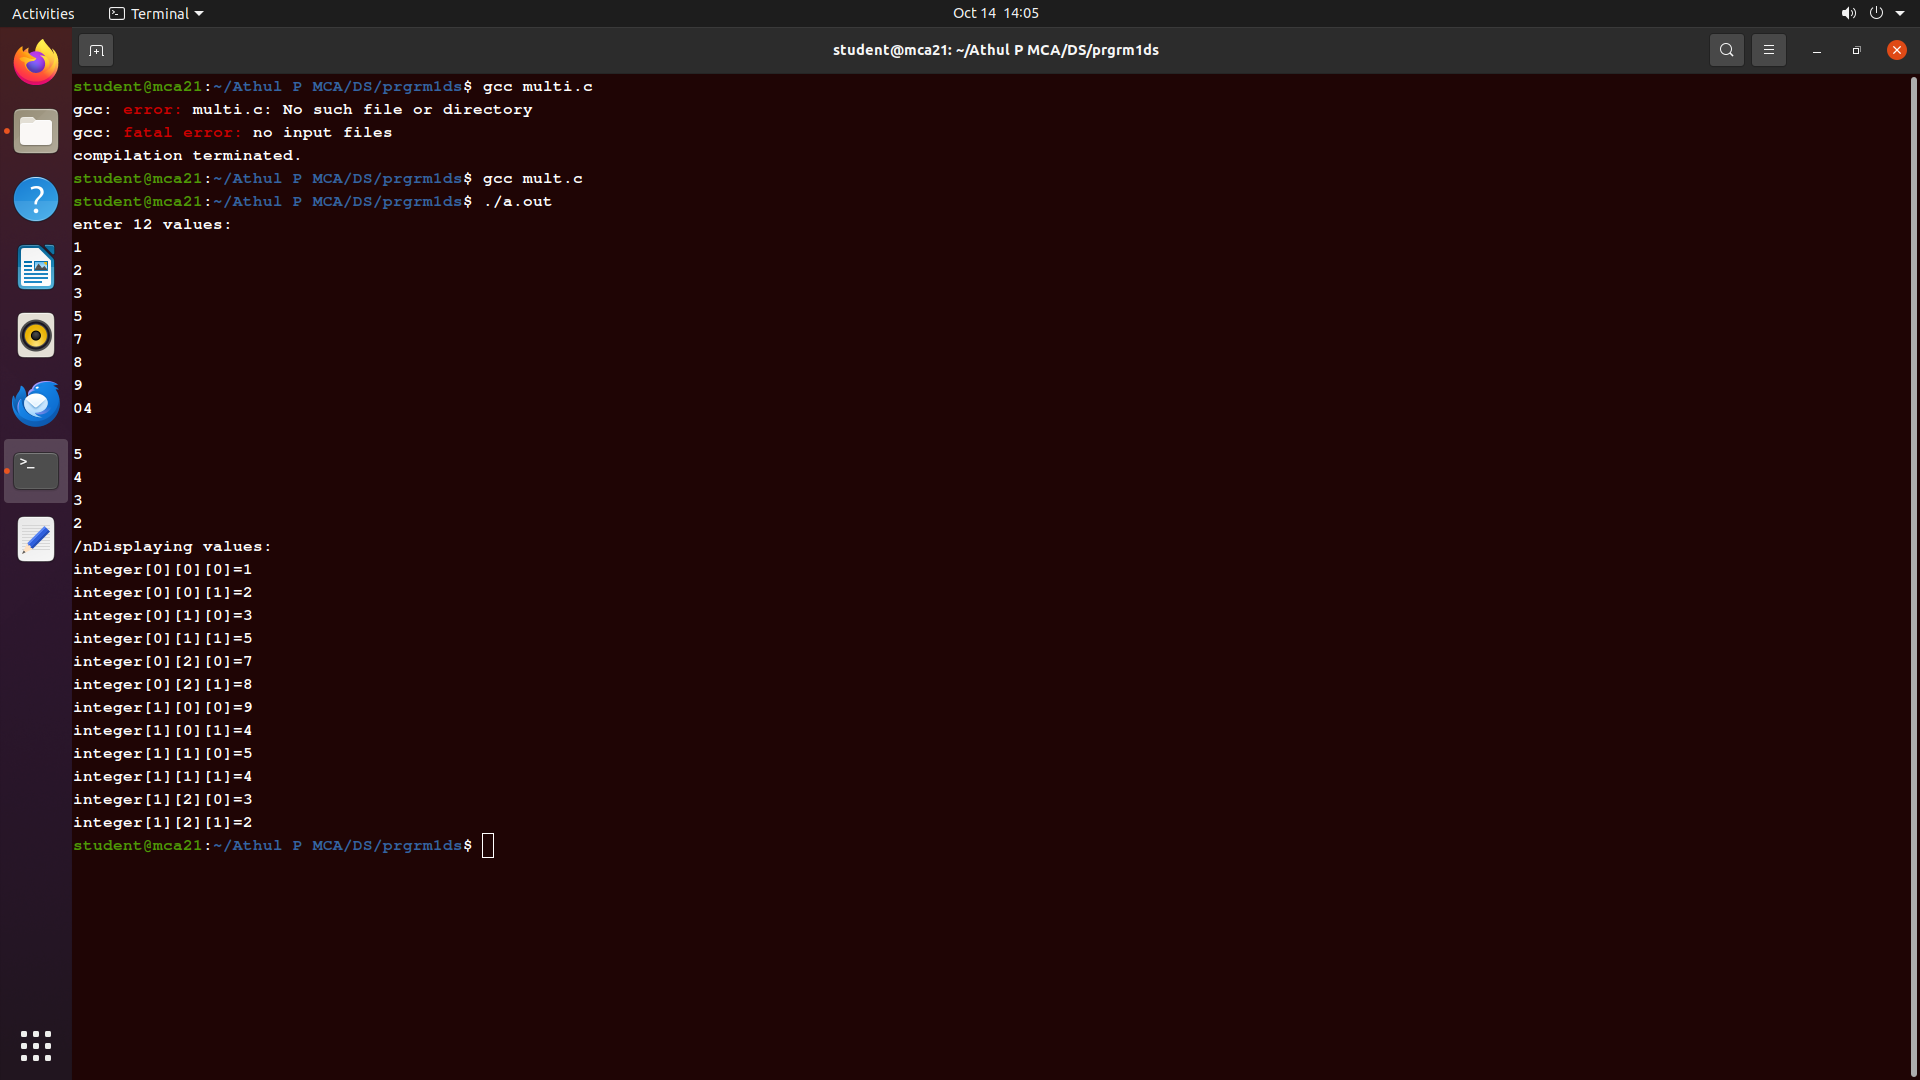 Activities
Terminal
Oct 14 14:05
student@mca21: ~/Athul P MCA/DS/prgrm1ds
student@mca21:~/Athul P MCA/DS/prgrm1ds$ gcc multi.c
gcc: error: multi.c: No such file or directory
gcc: fatal error: no input files
compilation terminated.
student@mca21:~/Athul P MCA/DS/prgrm1ds$ gcc mult.c
student@mca21:~/Athul P MCA/DS/prgrm1ds$ ./a.out
enter 12 values:
1
2
3
5
7
8
9
04
5
4
3
2
/nDisplaying values:
integer[0][0][0]=1
integer[0][0][1]=2
integer[0][1][0]=3
integer[0][1][1]=5
integer[0][2][0]=7
integer[0][2][1]=8
integer[1][0][0]=9
integer[1][0][1]=4
integer[1][1][0]=5
integer[1][1][1]=4
integer[1][2][0]=3
integer[1][2][1]=2
student@mca21:~/Athul P MCA/DS/prgrm1ds$